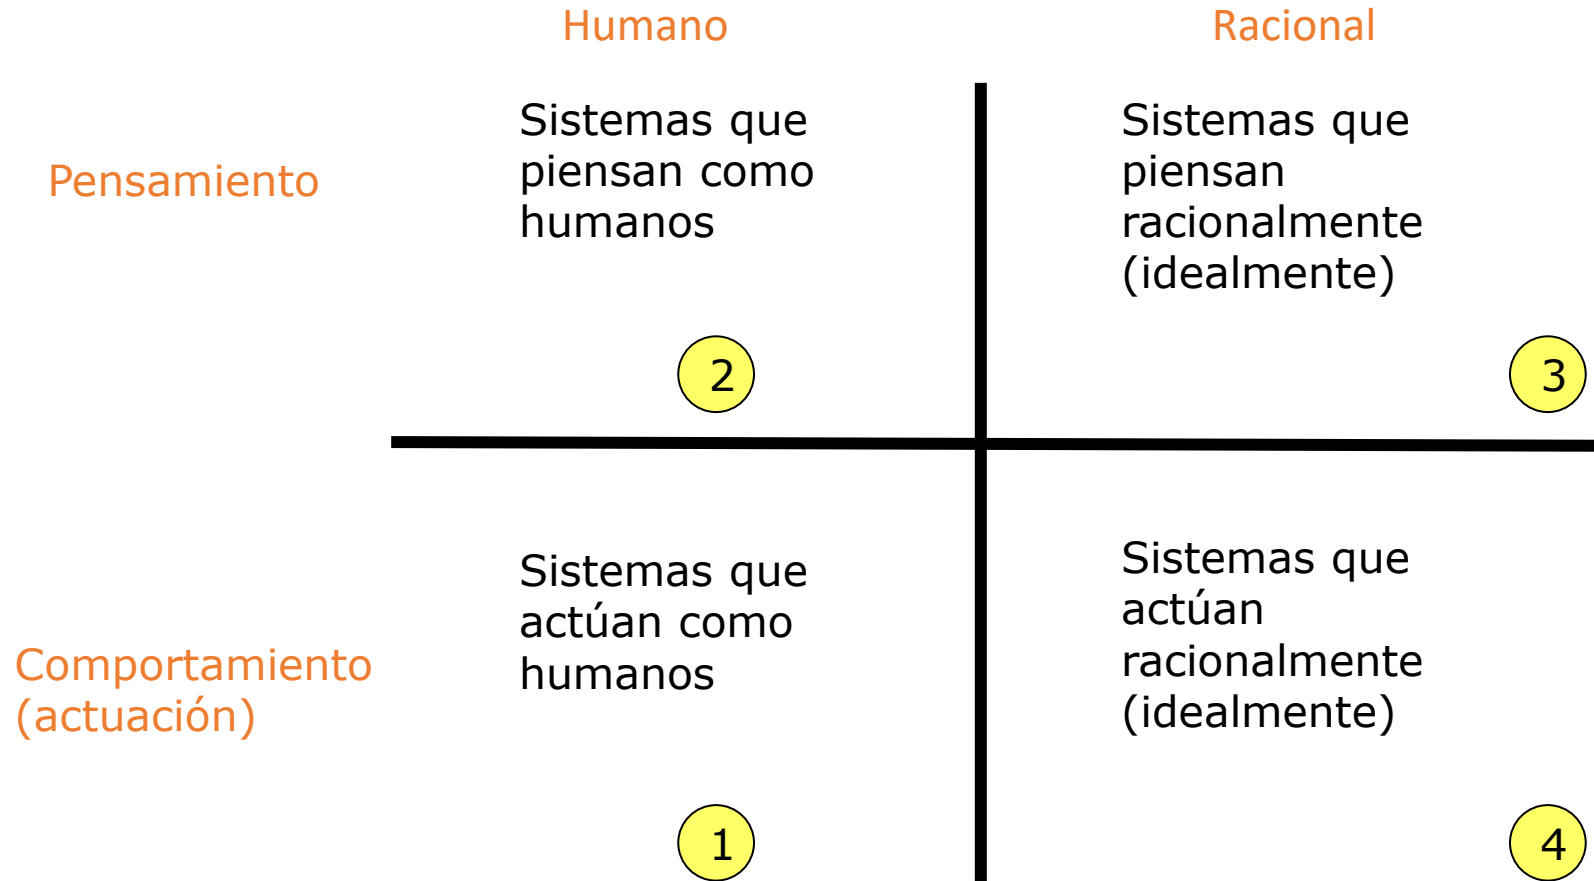 Humano
Racional
Pensamiento
Sistemas que
piensan como
humanos
2
Sistemas que
piensan
racionalmente
(idealmente)
3
Comportamiento
(actuación)
Sistemas que
actúan como
humanos
1
Sistemas que
actúan
racionalmente
(idealmente)
4